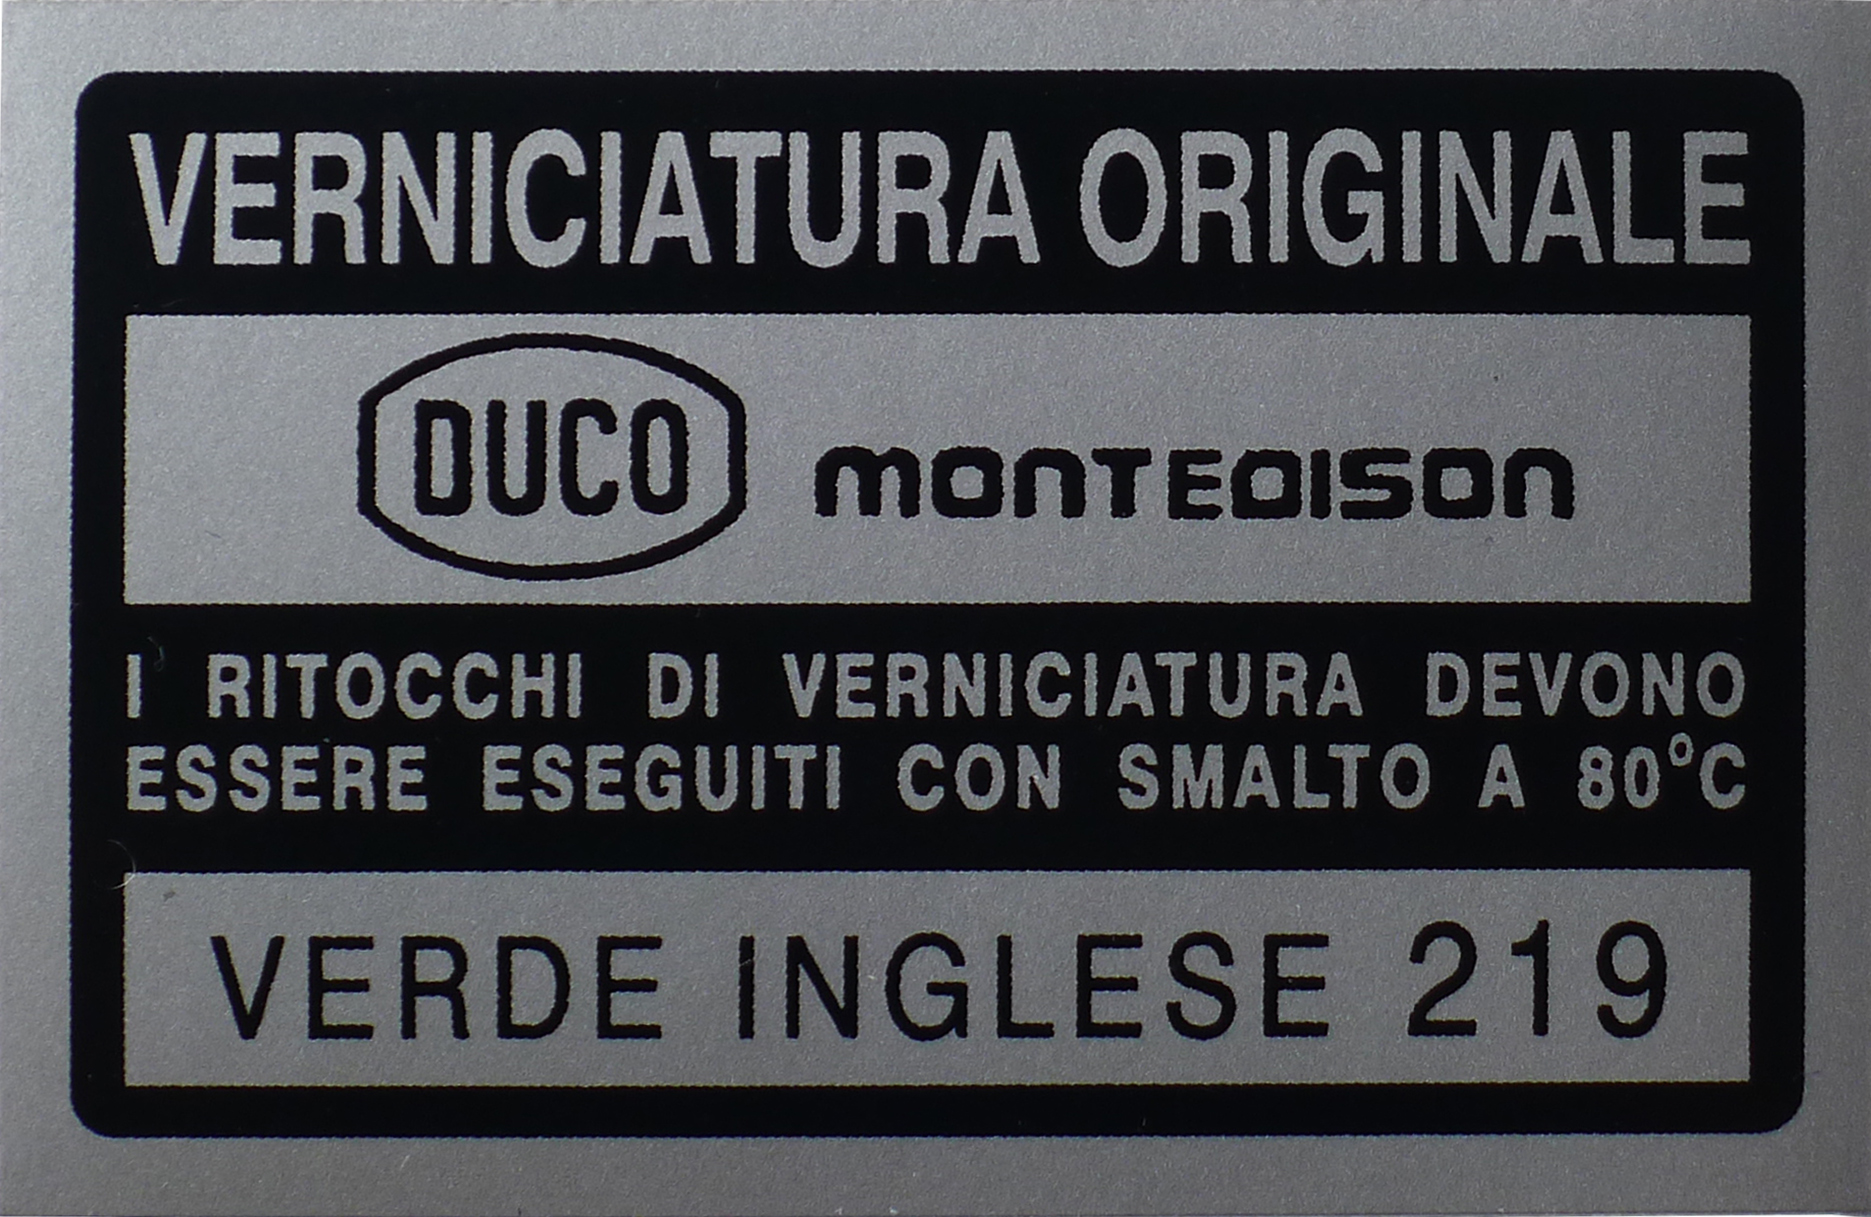 VERNICIATURA ORIGINALE
DUCO MONTEDISON
I RITOCCHI DI VERNICIATURA DEVONO
ESSERE ESEGUITI CON SMALTO A 80°C
VERDE INGLESE 219